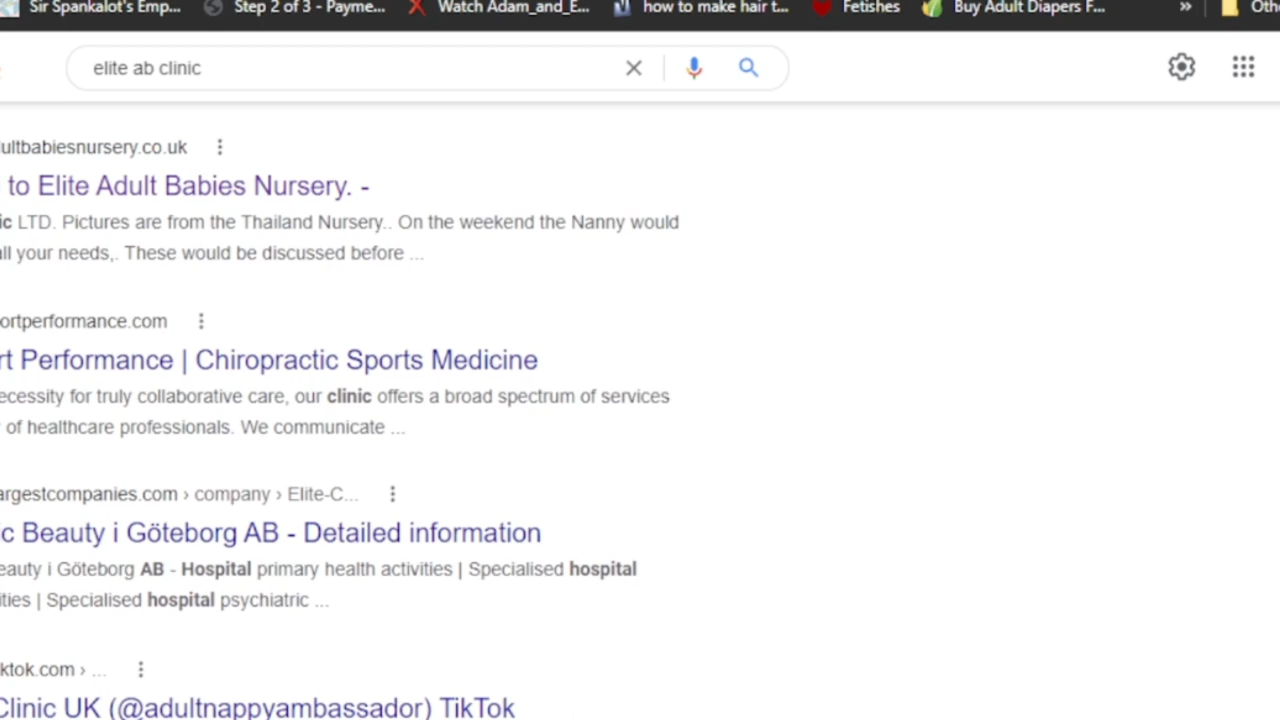 Sir Spankalot's Emp... Step 2 of 3 - Payme... Watch Adam_and_E... how to make hair t... Fetishes Buy Adult Diapers F... » Oth
elite ab clinic
ultbabiesnursery.co.uk
to Elite Adult Babies Nursery. -
ic LTD. Pictures are from the Thailand Nursery.. On the weekend the Nanny would
all your needs,. These would be discussed before ...
ortperformance.com
rt Performance | Chiropractic Sports Medicine
ecessity for truly collaborative care, our clinic offers a broad spectrum of services
of healthcare professionals. We communicate ...
argestcompanies.com › company › Elite-C...
ic Beauty i Göteborg AB - Detailed information
eauty i Göteborg AB - Hospital primary health activities | Specialised hospital
ities | Specialised hospital psychiatric ...
ktok.com › ...
Clinic UK (@adultnappyambassador) TikTok